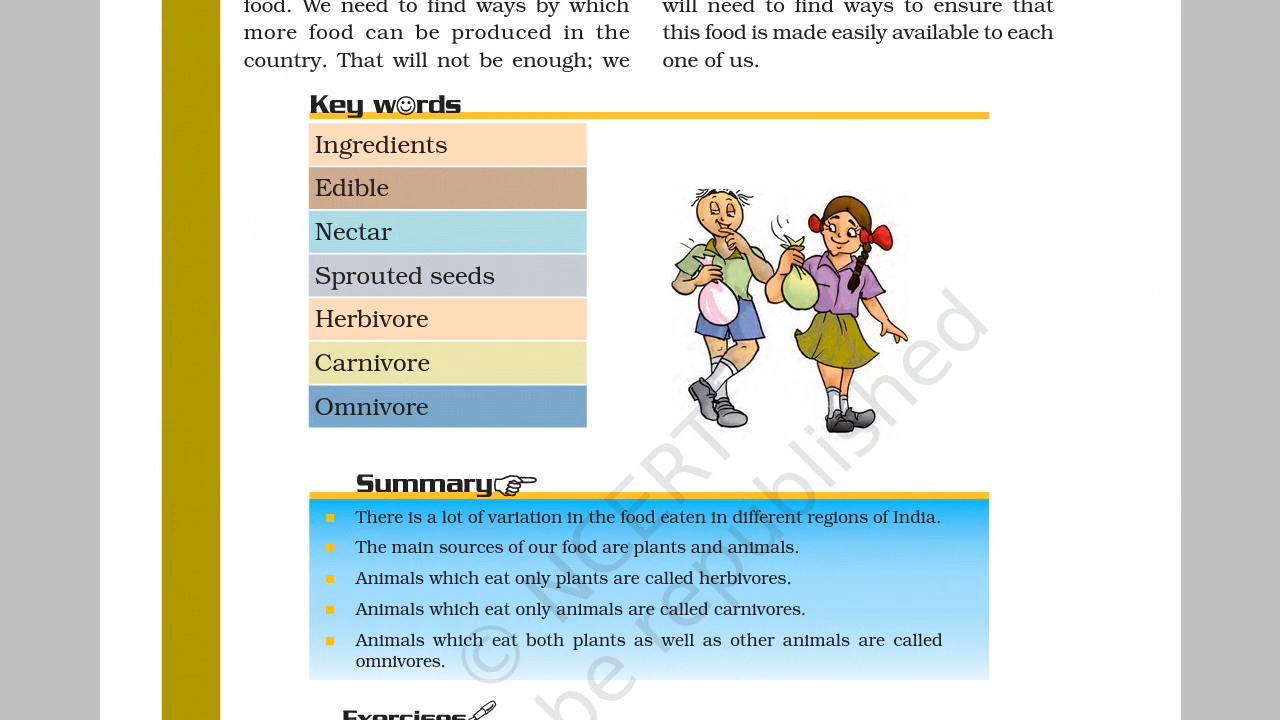 food. We need to find ways by which
more food can be produced in the
country. That will not be enough; we
will need to find ways to ensure that
this food is made easily available to each
one of us.
Key words
Ingredients
Edible
Nectar
Sprouted seeds
Herbivore
Carnivore
Omnivore
Summary
There is a lot of variation in the food eaten in different regions of India.
The main sources of our food are plants and animals.
Animals which eat only plants are called herbivores.
Animals which eat only animals are called carnivores.
Animals which eat both plants as well as other animals are called
omnivores.
Exercises
© NCERT
be republished